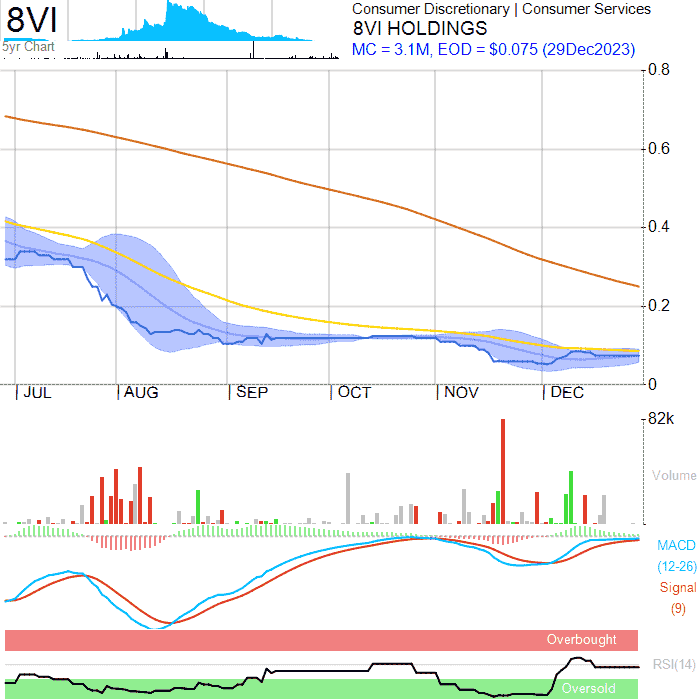 8VI
5yr Chart
Consumer Discretionary | Consumer Services
8VI HOLDINGS
MC = 3.1M, EOD = $0.075 (29Dec2023)
0.8
0.6
0.4
0.2
0
JUL AUG SEP OCT NOV DEC
82k
Volume
MACD
(12-26)
Signal
(9)
Overbought
RSI(14)
Oversold